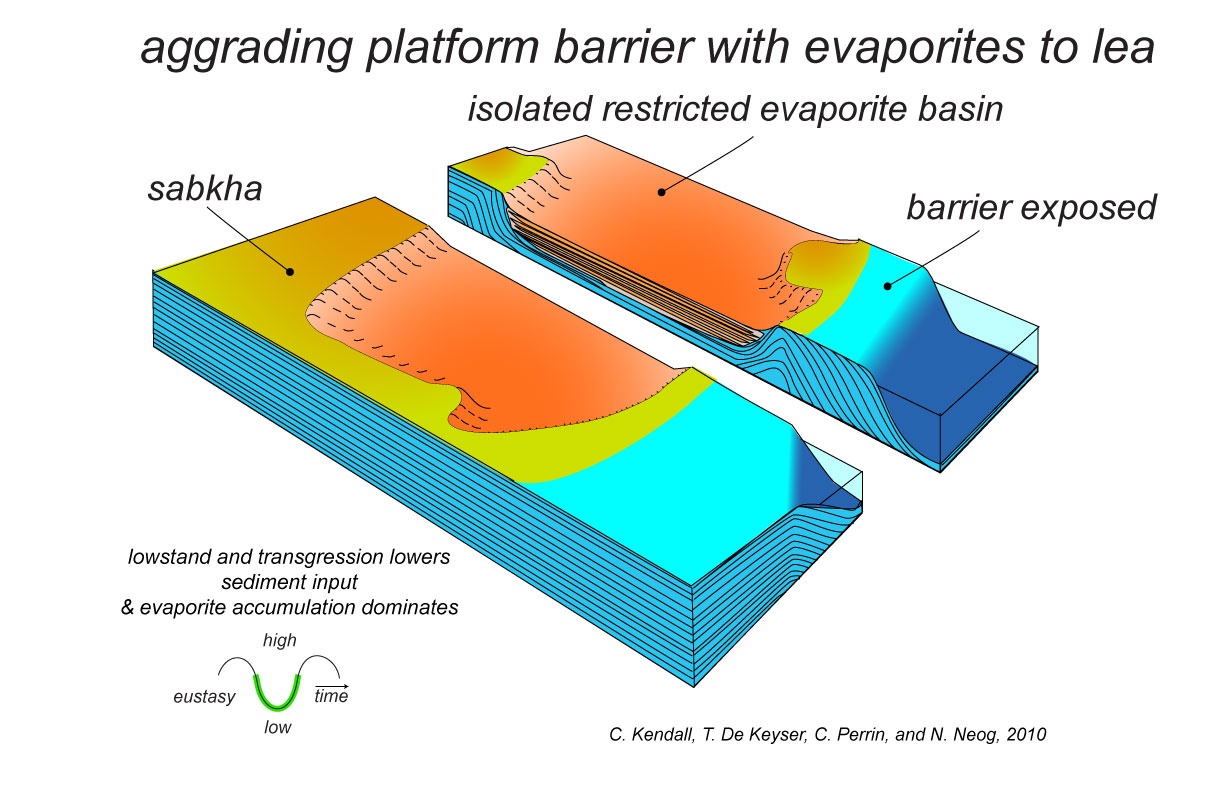 aggrading platform barrier with evaporites to lea
isolated restricted evaporite basin
sabkha
barrier exposed
lowstand and transgression lowers
sediment input
& evaporite accumulation dominates
high
eustasy
time
low
C. Kendall, T. De Keyser, C. Perrin, and N. Neog, 2010